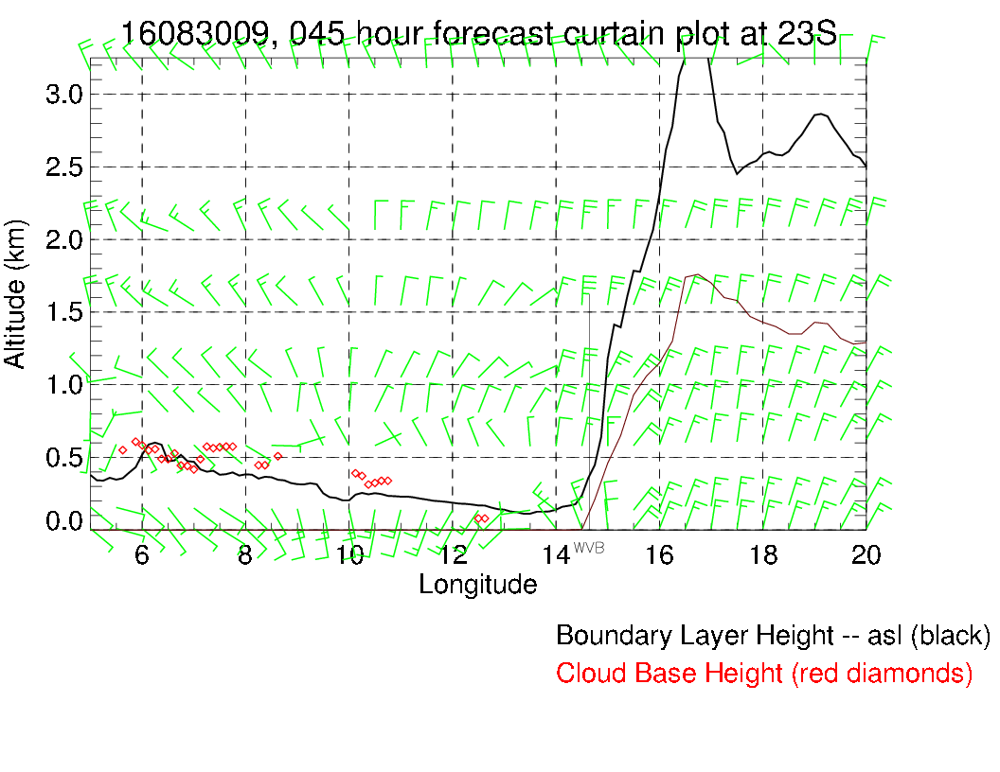 16083009, 045 hour forecast curtain plot at 23S
3.0
2.5
2.0
1.5
1.0
0.5
0.0
Altitude (km)
6 8 10 12 14 16 18 20
WVB
Longitude
Boundary Layer Height -- asl (black)
Cloud Base Height (red diamonds)